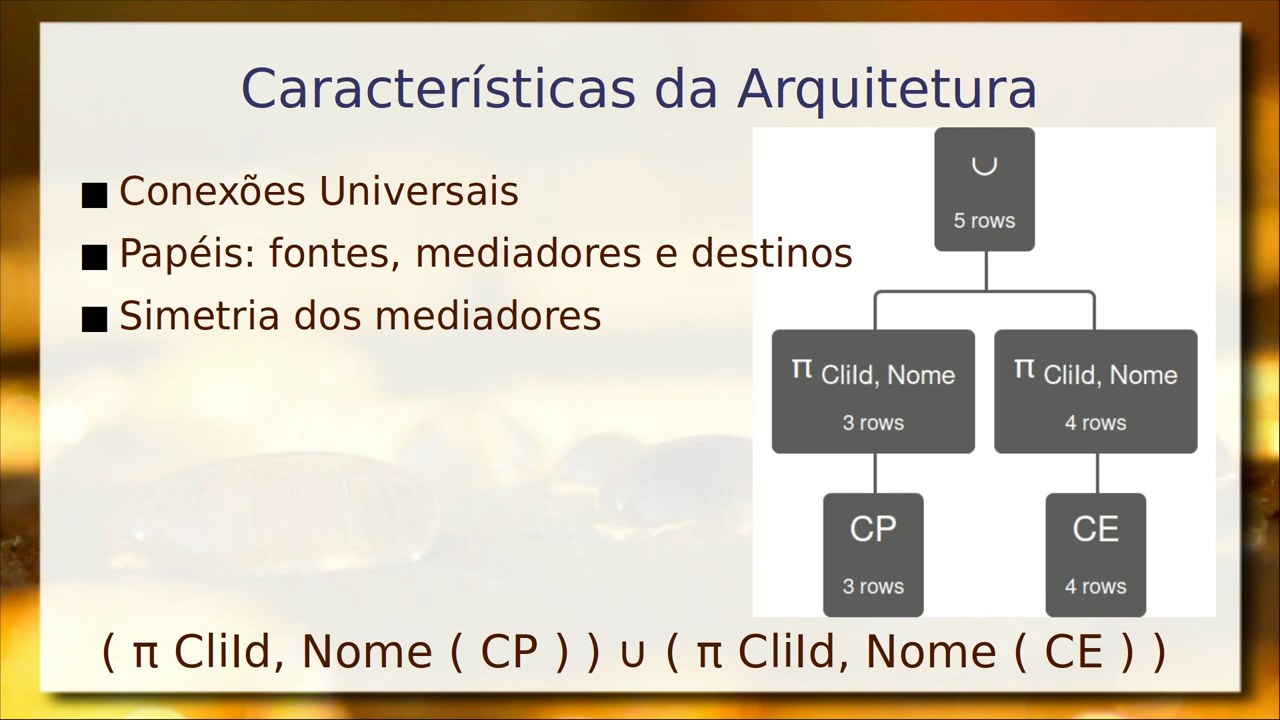 Características da Arquitetura
■ Conexões Universais
■ Papéis: fontes, mediadores e destinos
■ Simetria dos mediadores
∪
5 rows
π CliId, Nome
3 rows
π CliId, Nome
4 rows
CP
3 rows
CE
4 rows
( π CliId, Nome ( CP ) ) ∪ ( π CliId, Nome ( CE ) )